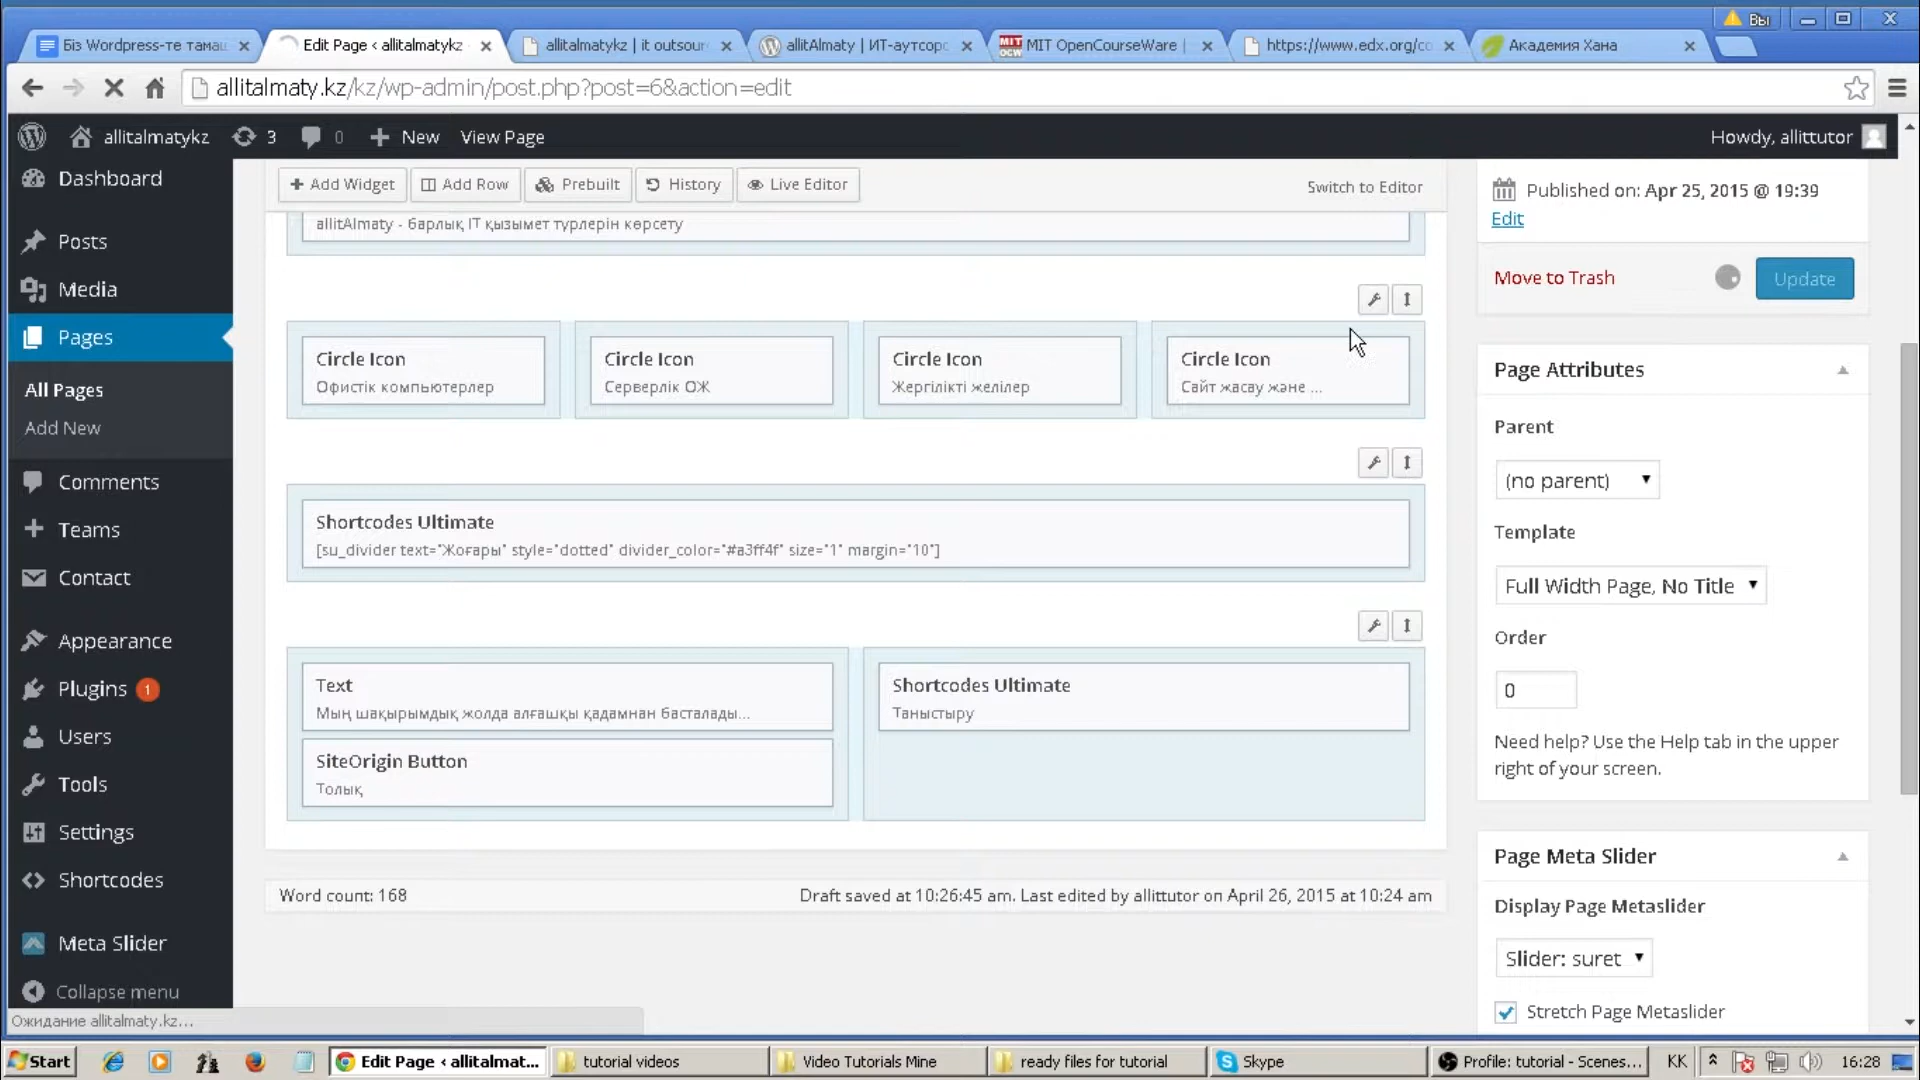 Біз Wordpress-те тамаш
Edit Page ‹ allitalmatykz
allitalmatykz | it outsour
allitAlmaty | ИТ-аутсорс
MIT OpenCourseWare |
https://www.edx.org/co
Академия Хана
Вы
allitalmaty.kz/kz/wp-admin/post.php?post=6&action=edit
allitalmatykz
3
0
New
View Page
Howdy, allittutor
Dashboard
Posts
Media
Pages
All Pages
Add New
Comments
Teams
Contact
Appearance
Plugins 1
Users
Tools
Settings
Shortcodes
Meta Slider
Collapse menu
Add Widget
Add Row
Prebuilt
History
Live Editor
Switch to Editor
allitAlmaty - барлық IT қызымет түрлерін көрсету
Circle Icon
Офистік компьютерлер
Circle Icon
Серверлік ОЖ
Circle Icon
Жергілікті желілер
Circle Icon
Сайт жасау және ...
Shortcodes Ultimate
[su_divider text="Жоғары" style="dotted" divider_color="#a3ff4f" size="1" margin="10"]
Text
Мың шақырымдық жолда алғашқы қадамнан басталады...
SiteOrigin Button
Толық
Shortcodes Ultimate
Таныстыру
Word count: 168
Draft saved at 10:26:45 am. Last edited by allittutor on April 26, 2015 at 10:24 am
Published on: Apr 25, 2015 @ 19:39
Edit
Move to Trash
Update
Page Attributes
Parent
(no parent)
Template
Full Width Page, No Title
Order
0
Need help? Use the Help tab in the upper
right of your screen.
Page Meta Slider
Display Page Metaslider
Slider: suret
Stretch Page Metaslider
Ожидание allitalmaty.kz...
Start
Edit Page ‹ allitalmat...
tutorial videos
Video Tutorials Mine
ready files for tutorial
Skype
Profile: tutorial - Scenes...
KK
16:28